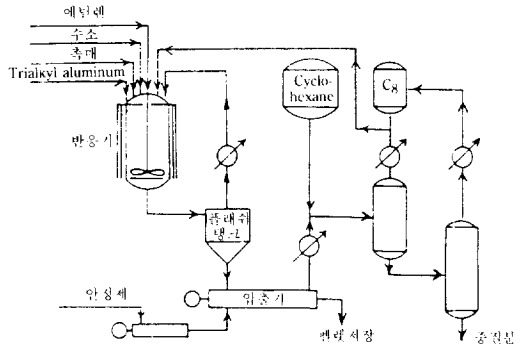 에틸렌
수소
촉매
Trialkyl aluminum
반응기
Cyclo-
hexane
C₈
플래쉬
탱크
안정제
압출기
펠렛저장
중질분